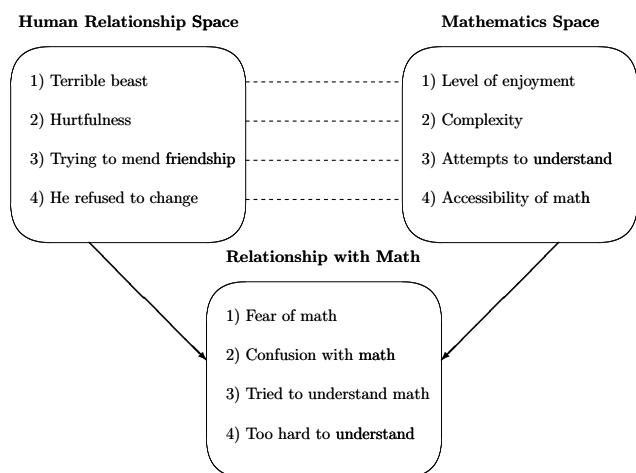 Human Relationship Space
Mathematics Space
1) Terrible beast
2) Hurtfulness
3) Trying to mend friendship
4) He refused to change
1) Level of enjoyment
2) Complexity
3) Attempts to understand
4) Accessibility of math
Relationship with Math
1) Fear of math
2) Confusion with math
3) Tried to understand math
4) Too hard to understand